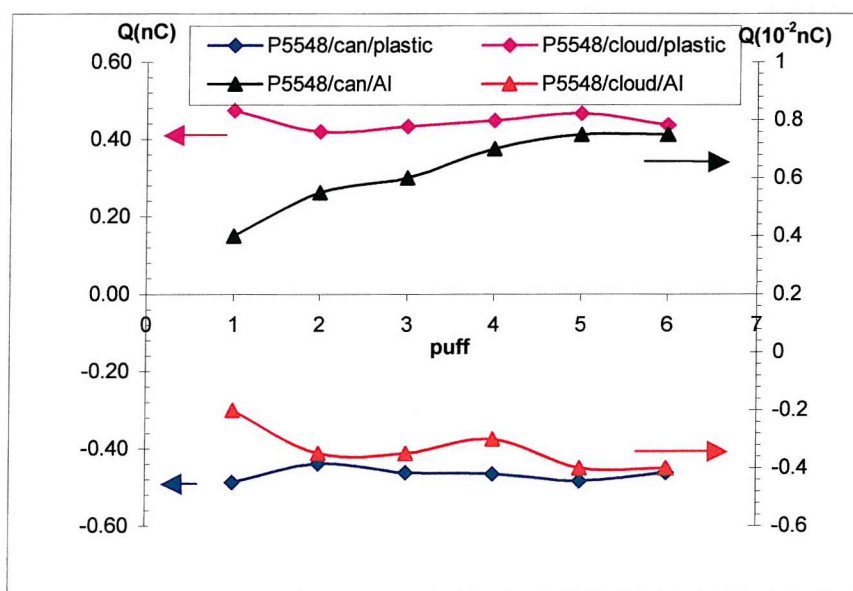 Q(nC)
Q(10⁻²nC)
P5548/can/plastic
P5548/cloud/plastic
P5548/can/Al
P5548/cloud/Al
0.60
0.40
0.20
0.00
-0.20
-0.40
-0.60
1
0.8
0.6
0.4
0.2
0
-0.2
-0.4
-0.6
0 1 2 3 4 5 6 7
puff